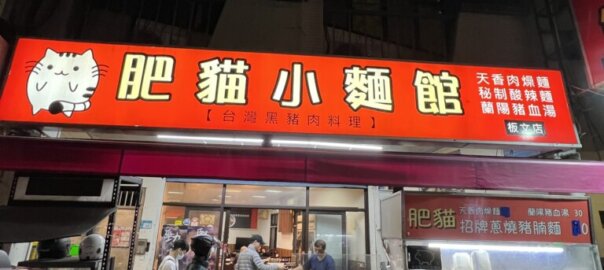 肥貓小麵館
【台灣黑豬肉料理】
天香肉燥麵
秘制酸辣麵
蘭陽豬血湯
板文店
肥貓
天香肉燥麵
蘭陽豬血湯 30
招牌蔥燒豬腩麵
0